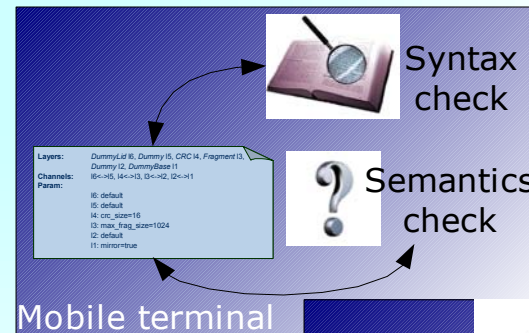 Syntax
check
Layers: DummyLid l6, Dummy l5, CRC l4, Fragment l3,
Dummy l2, DummyBase l1
Channels: l6<->l5, l4<->l3, l3<->l2, l2<->l1
Param:
l6: default
l5: default
l4: crc_size=16
l3: max_frag_size=1024
l2: default
l1: mirror=true
?
Semantics
check
Mobile terminal